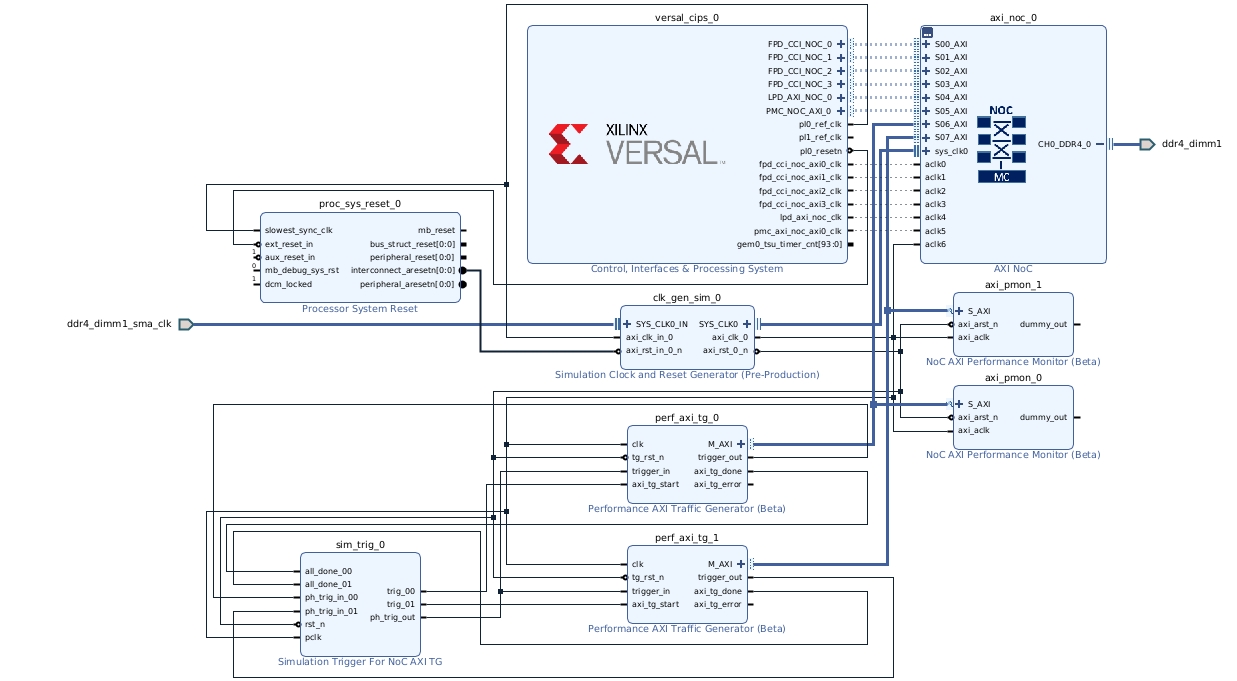 versal_cips_0
FPD_CCI_NOC_0
FPD_CCI_NOC_1
FPD_CCI_NOC_2
FPD_CCI_NOC_3
LPD_AXI_NOC_0
PMC_NOC_AXI_0
pl0_ref_clk
pl1_ref_clk
pl0_resetn
fpd_cci_noc_axi0_clk
fpd_cci_noc_axi1_clk
fpd_cci_noc_axi2_clk
fpd_cci_noc_axi3_clk
lpd_axi_noc_clk
pmc_axi_noc_axi0_clk
gem0_tsu_timer_cnt[93:0]
XILINX
VERSAL
Control, Interfaces & Processing System
axi_noc_0
S00_AXI
S01_AXI
S02_AXI
S03_AXI
S04_AXI
S05_AXI
S06_AXI
S07_AXI
sys_clk0
aclk0
aclk1
aclk2
aclk3
aclk4
aclk5
aclk6
NOC
MC
CH0_DDR4_0
AXI NoC
ddr4_dimm1
proc_sys_reset_0
slowest_sync_clk
ext_reset_in
1
aux_reset_in
0
mb_debug_sys_rst
1
dcm_locked
mb_reset
bus_struct_reset[0:0]
peripheral_reset[0:0]
interconnect_aresetn[0:0]
peripheral_aresetn[0:0]
Processor System Reset
ddr4_dimm1_sma_clk
clk_gen_sim_0
SYS_CLK0_IN
axi_clk_in_0
axi_rst_in_0_n
SYS_CLK0
axi_clk_0
axi_rst_0_n
Simulation Clock and Reset Generator (Pre-Production)
axi_pmon_1
S_AXI
axi_arst_n
axi_aclk
dummy_out
NoC AXI Performance Monitor (Beta)
axi_pmon_0
S_AXI
axi_arst_n
axi_aclk
dummy_out
NoC AXI Performance Monitor (Beta)
perf_axi_tg_0
clk
tg_rst_n
trigger_in
axi_tg_start
M_AXI
trigger_out
axi_tg_done
axi_tg_error
Performance AXI Traffic Generator (Beta)
perf_axi_tg_1
clk
tg_rst_n
trigger_in
axi_tg_start
M_AXI
trigger_out
axi_tg_done
axi_tg_error
Performance AXI Traffic Generator (Beta)
sim_trig_0
all_done_00
all_done_01
ph_trig_in_00
ph_trig_in_01
rst_n
pclk
trig_00
trig_01
ph_trig_out
Simulation Trigger For NoC AXI TG